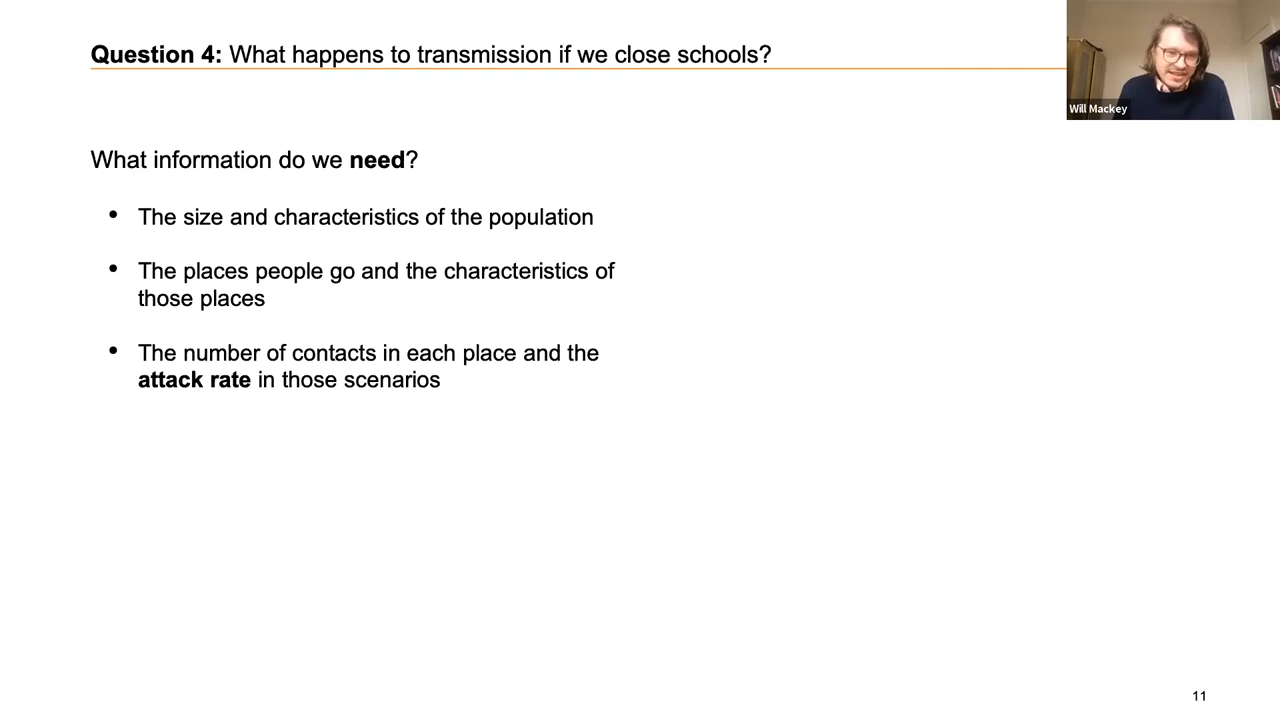 Question 4: What happens to transmission if we close schools?
Will Mackey
What information do we need?
• The size and characteristics of the population
• The places people go and the characteristics of
those places
• The number of contacts in each place and the
attack rate in those scenarios
11